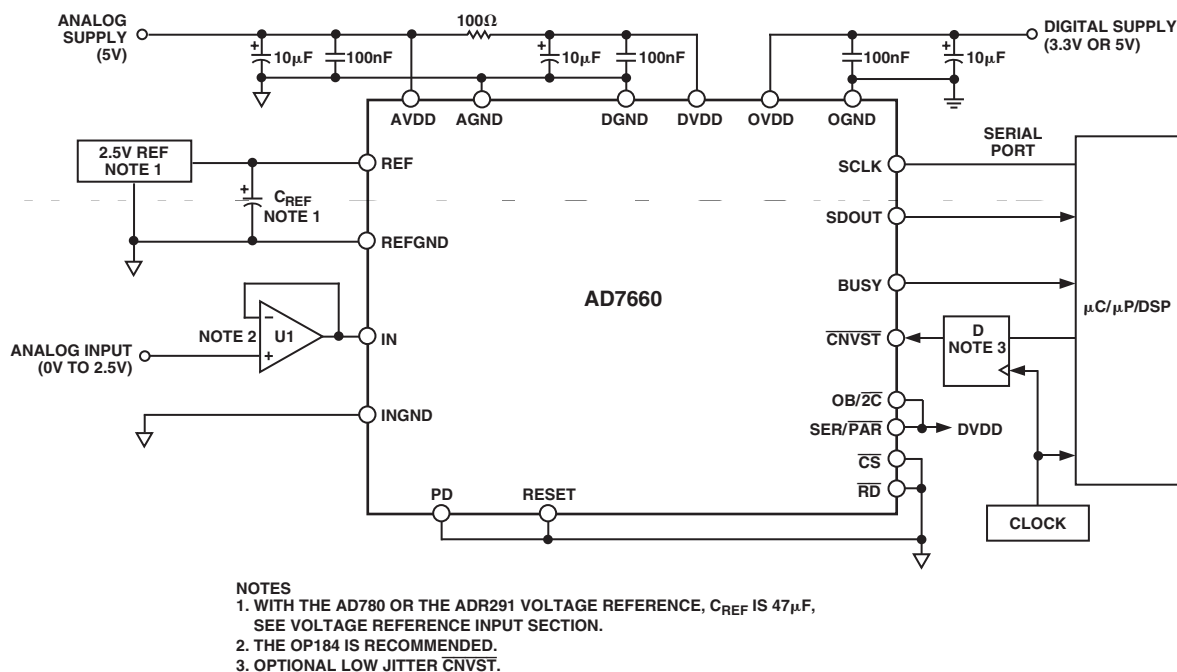 ANALOG
SUPPLY
(5V)
100Ω
DIGITAL SUPPLY
(3.3V OR 5V)
+
10μF
100nF
+
10μF
100nF
100nF
+
10μF
AVDD
AGND
DGND
DVDD
OVDD
OGND
SERIAL
PORT
2.5V REF
NOTE 1
REF
SCLK
+
CREF
NOTE 1
SDOUT
REFGND
BUSY
AD7660
μC/μP/DSP
NOTE 2
−
U1
+
IN
CNVST
D
NOTE 3
ANALOG INPUT
(0V TO 2.5V)
OB/2C
INGND
SER/PAR
DVDD
CS
RD
PD
RESET
CLOCK
NOTES
1. WITH THE AD780 OR THE ADR291 VOLTAGE REFERENCE, CREF IS 47μF,
SEE VOLTAGE REFERENCE INPUT SECTION.
2. THE OP184 IS RECOMMENDED.
3. OPTIONAL LOW JITTER CNVST.